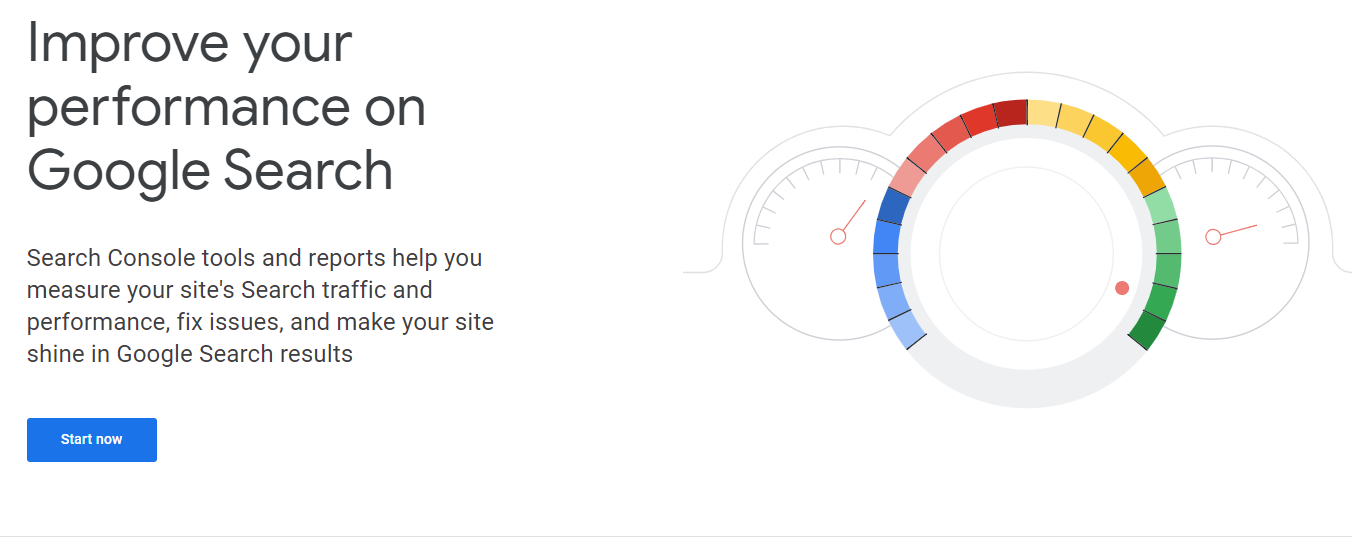 Improve your
performance on
Google Search
Search Console tools and reports help you
measure your site's Search traffic and
performance, fix issues, and make your site
shine in Google Search results
Start now